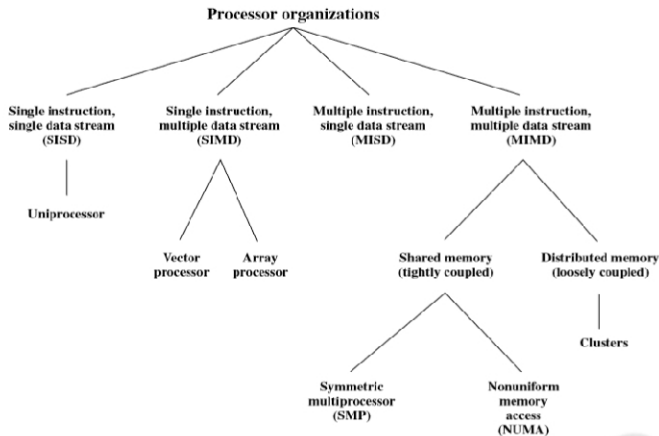 Processor organizations
Single instruction,
single data stream
(SISD)
Single instruction,
multiple data stream
(SIMD)
Multiple instruction,
single data stream
(MISD)
Multiple instruction,
multiple data stream
(MIMD)
Uniprocessor
Vector
processor
Array
processor
Shared memory
(tightly coupled)
Distributed memory
(loosely coupled)
Clusters
Symmetric
multiprocessor
(SMP)
Nonuniform
memory
access
(NUMA)